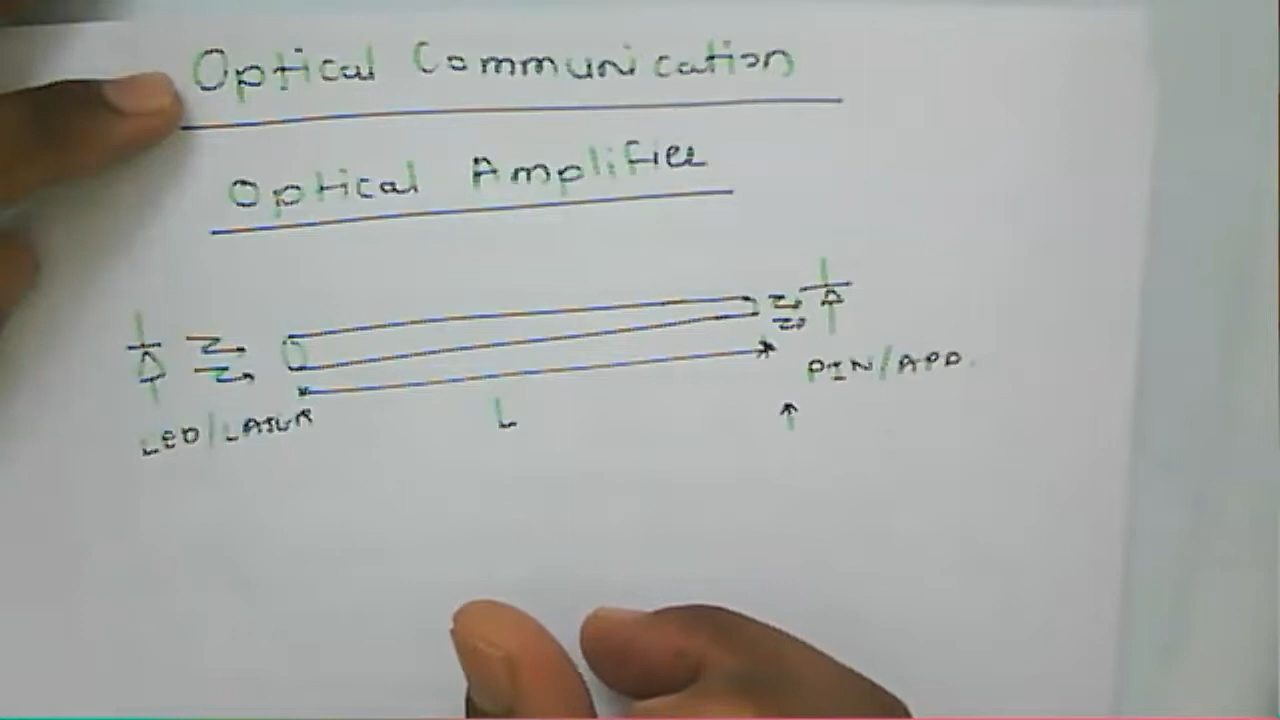 Optical Communication
Optical Amplifier
PIN/APD.
LED/LASER
L